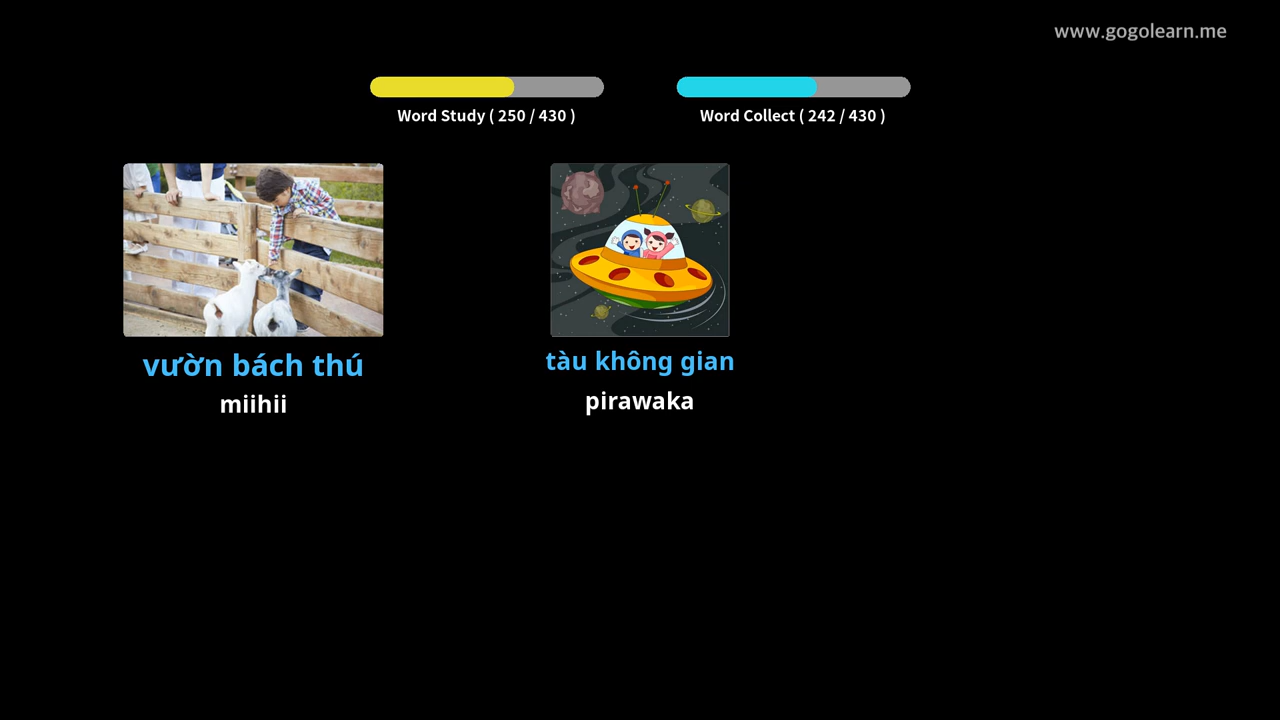 www.gogolearn.me
Word Study ( 250 / 430 )
Word Collect ( 242 / 430 )
vườn bách thú
miihii
tàu không gian
pirawaka